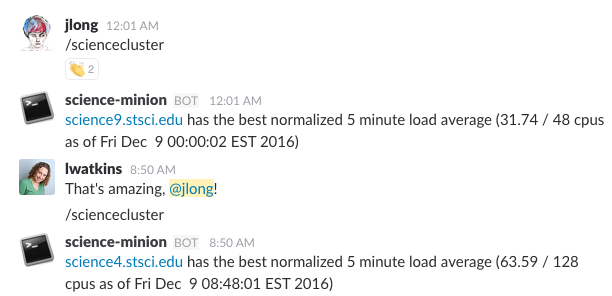 jlong 12:01 AM
/sciencecluster
👏 2
>_
science-minion BOT 12:01 AM
science9.stsci.edu has the best normalized 5 minute load average (31.74 / 48 cpus
as of Fri Dec  9 00:00:02 EST 2016)
lwatkins 8:50 AM
That's amazing, @jlong!
/sciencecluster
>_
science-minion BOT 8:50 AM
science4.stsci.edu has the best normalized 5 minute load average (63.59 / 128
cpus as of Fri Dec  9 08:48:01 EST 2016)